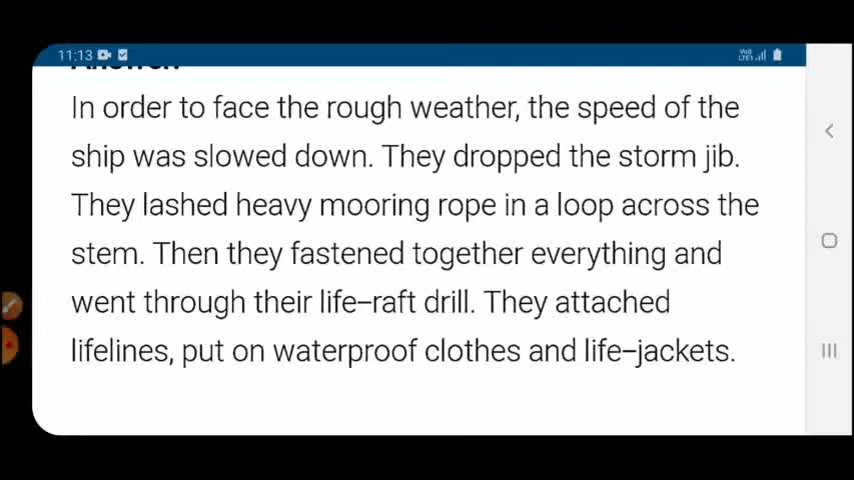 11:13
Answer:
In order to face the rough weather, the speed of the
ship was slowed down. They dropped the storm jib.
They lashed heavy mooring rope in a loop across the
stem. Then they fastened together everything and
went through their life–raft drill. They attached
lifelines, put on waterproof clothes and life–jackets.